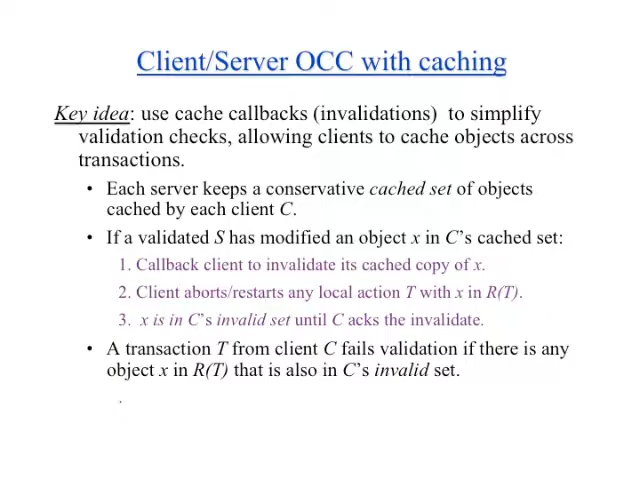 Client/Server OCC with caching
Key idea: use cache callbacks (invalidations) to simplify
validation checks, allowing clients to cache objects across
transactions.
• Each server keeps a conservative cached set of objects
cached by each client C.
• If a validated S has modified an object x in C’s cached set:
1. Callback client to invalidate its cached copy of x.
2. Client aborts/restarts any local action T with x in R(T).
3. x is in C’s invalid set until C acks the invalidate.
• A transaction T from client C fails validation if there is any
object x in R(T) that is also in C’s invalid set.
.